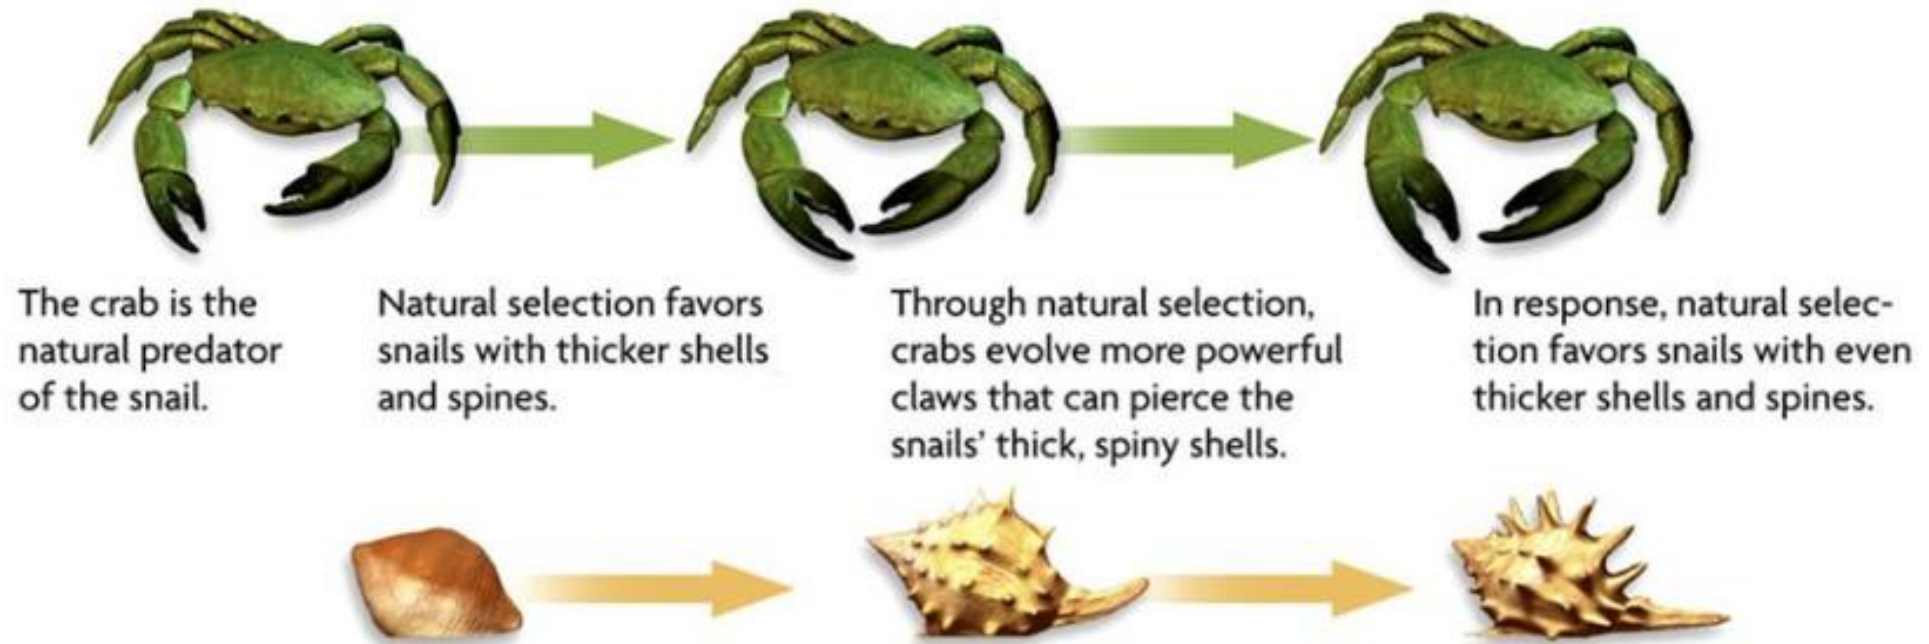 The crab is the
natural predator
of the snail.
Natural selection favors
snails with thicker shells
and spines.
Through natural selection,
crabs evolve more powerful
claws that can pierce the
snails’ thick, spiny shells.
In response, natural selec-
tion favors snails with even
thicker shells and spines.